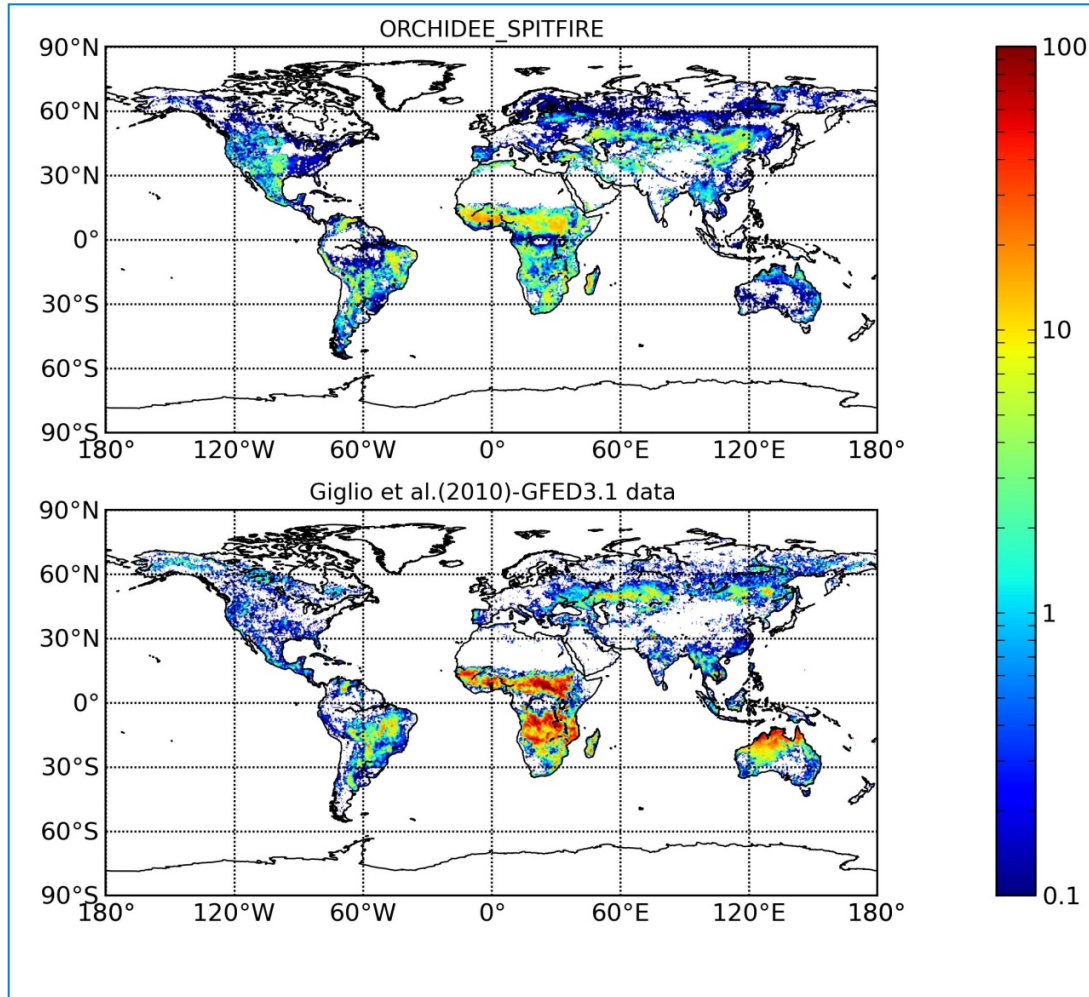 ORCHIDEE_SPITFIRE
90°N
60°N
30°N
0°
30°S
60°S
90°S
180° 120°W 60°W 0° 60°E 120°E 180°
Giglio et al.(2010)-GFED3.1 data
90°N
60°N
30°N
0°
30°S
60°S
90°S
180° 120°W 60°W 0° 60°E 120°E 180°
100
10
1
0.1